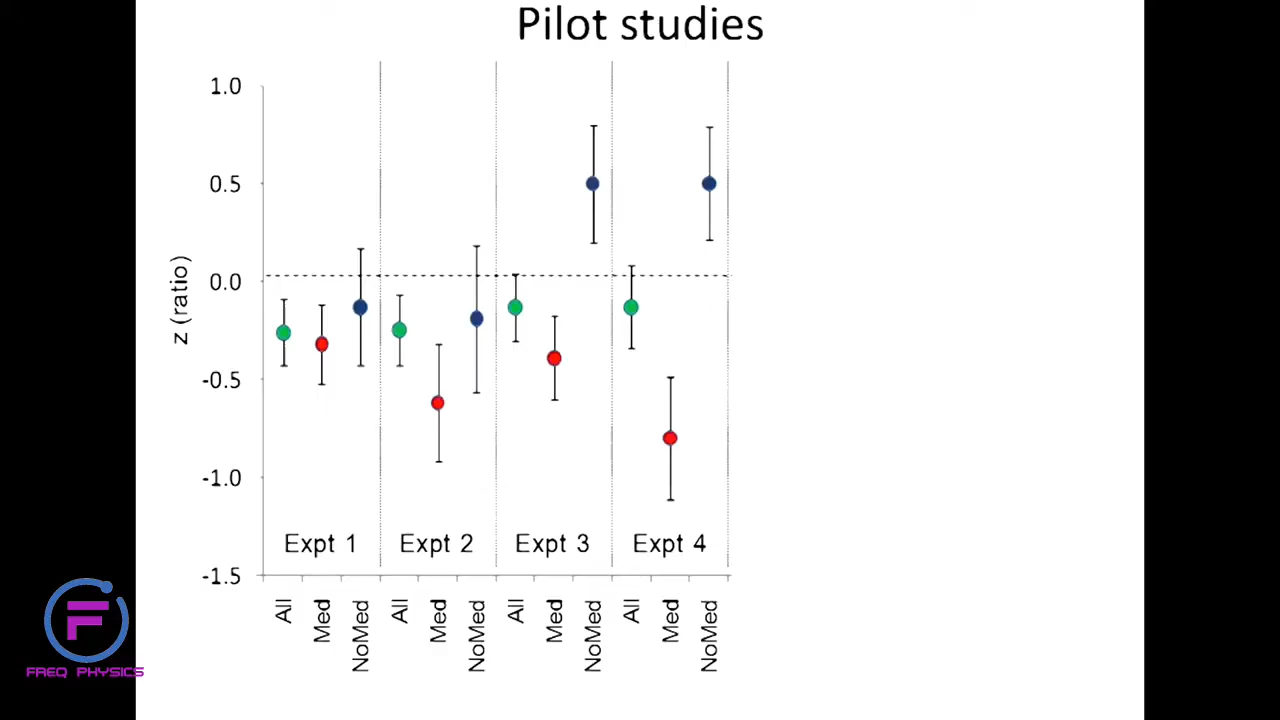 Pilot studies
1.0
0.5
0.0
-0.5
-1.0
-1.5
z (ratio)
Expt 1
Expt 2
Expt 3
Expt 4
All
Med
NoMed
All
Med
NoMed
All
Med
NoMed
All
Med
NoMed
F
FREQ PHYSICS